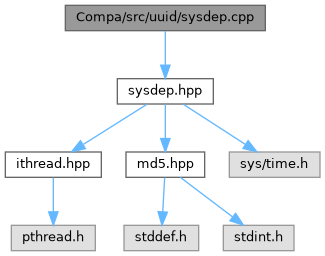 Compa/src/uuid/sysdep.cpp
sysdep.hpp
ithread.hpp
md5.hpp
sys/time.h
pthread.h
stddef.h
stdint.h